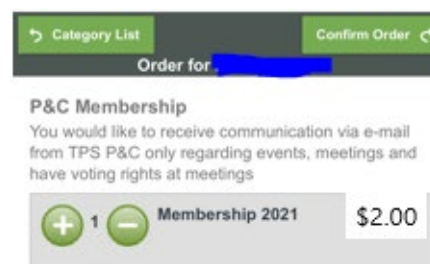 Category List Confirm Order
Order for
P&C Membership
You would like to receive communication via e-mail
from TPS P&C only regarding events, meetings and
have voting rights at meetings
1 Membership 2021 $2.00